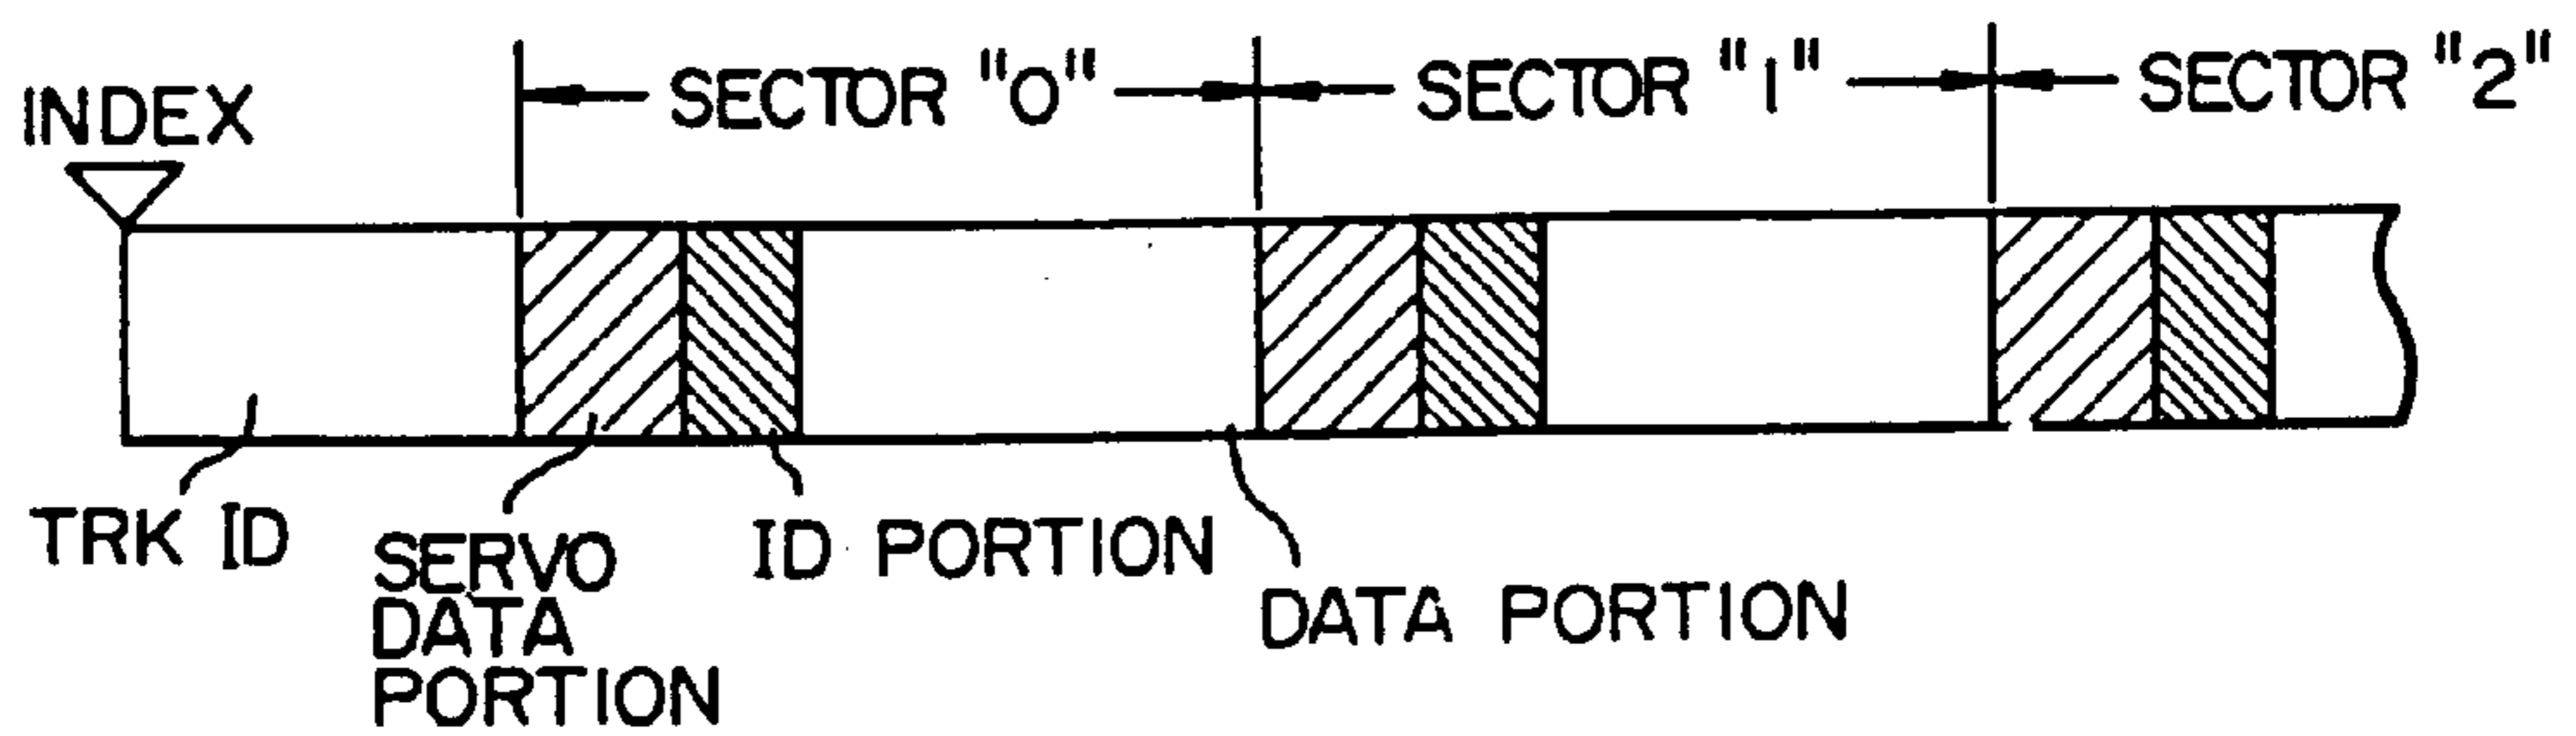 INDEX
SECTOR "0"
SECTOR "1"
SECTOR "2"
TRK ID
SERVO
DATA
PORTION
ID PORTION
DATA PORTION